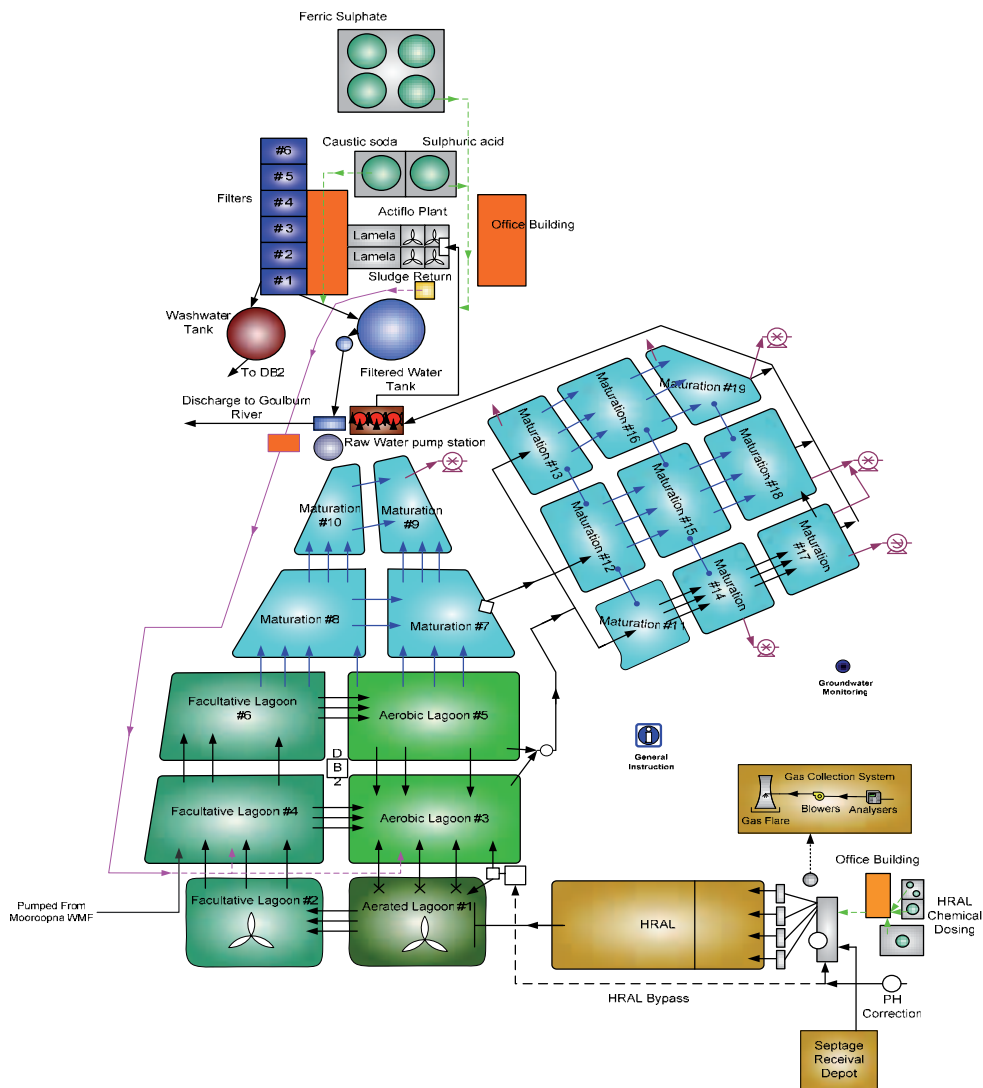 Ferric Sulphate
Caustic soda
Sulphuric acid
#6
#5
#4
#3
#2
#1
Filters
Actiflo Plant
Lamela
Lamela
Office Building
Sludge Return
Washwater
Tank
To DB2
Filtered Water
Tank
Discharge to Goulburn
River
Raw Water pump station
Maturation
#10
Maturation
#9
Maturation #8
Maturation #7
Maturation #19
Maturation
#16
Maturation
#13
Maturation
#18
Maturation
#15
Maturation
#12
Maturation
#17
Maturation
#14
Maturation #11
Groundwater
Monitoring
General
Instruction
Facultative Lagoon
#6
Aerobic Lagoon #5
D
B
2
Facultative Lagoon #4
Aerobic Lagoon #3
Facultative Lagoon #2
Aerated Lagoon #1
Pumped From
Mooroopna WMF
HRAL
HRAL Bypass
Gas Collection System
Gas Flare
Blowers
Analysers
Office Building
HRAL
Chemical
Dosing
PH
Correction
Septage
Receival
Depot